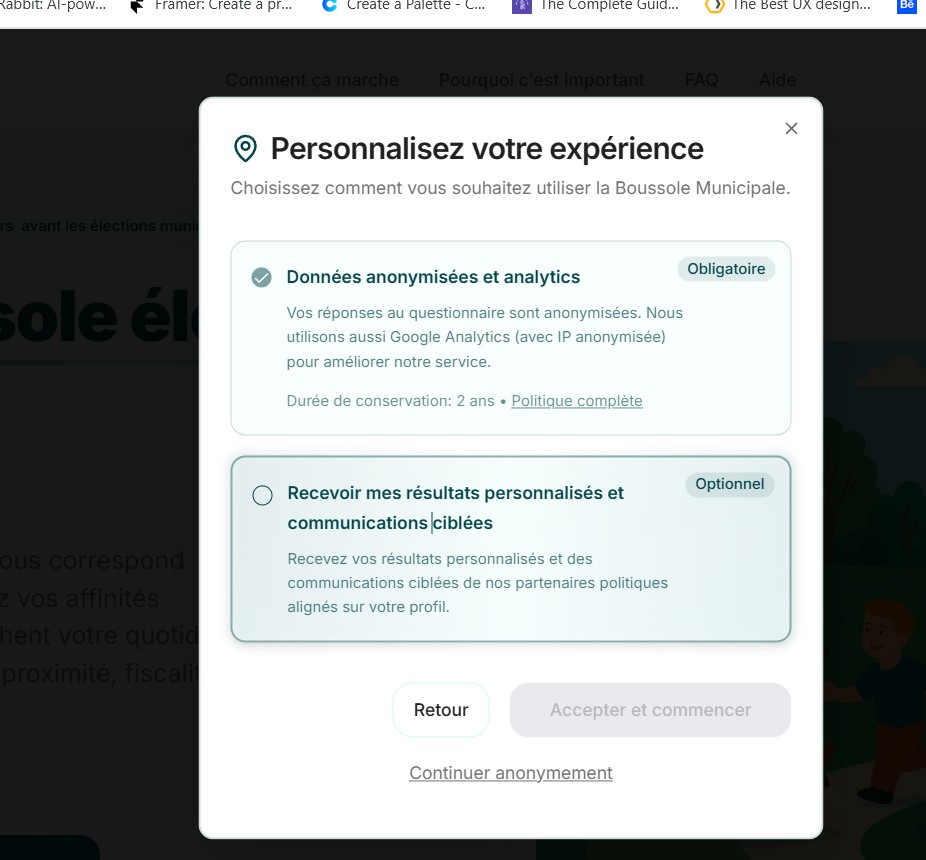 Rabbit: AI-pow...
Framer: Create a pr...
Create a Palette - C...
The Complete Guid...
The Best UX design...
Bē
Comment ça marche
Pourquoi c'est important
FAQ
Aide
Personnalisez votre expérience
Choisissez comment vous souhaitez utiliser la Boussole Municipale.
rs avant les élections muni
Données anonymisées et analytics
Obligatoire
Vos réponses au questionnaire sont anonymisées. Nous
utilisons aussi Google Analytics (avec IP anonymisée)
pour améliorer notre service.
Durée de conservation: 2 ans • Politique complète
sole éle
Recevoir mes résultats personnalisés et
communications ciblées
Optionnel
Recevez vos résultats personnalisés et des
communications ciblées de nos partenaires politiques
alignés sur votre profil.
ous correspond
z vos affinités
hent votre quotid
proximité, fiscalit
Retour
Accepter et commencer
Continuer anonymement